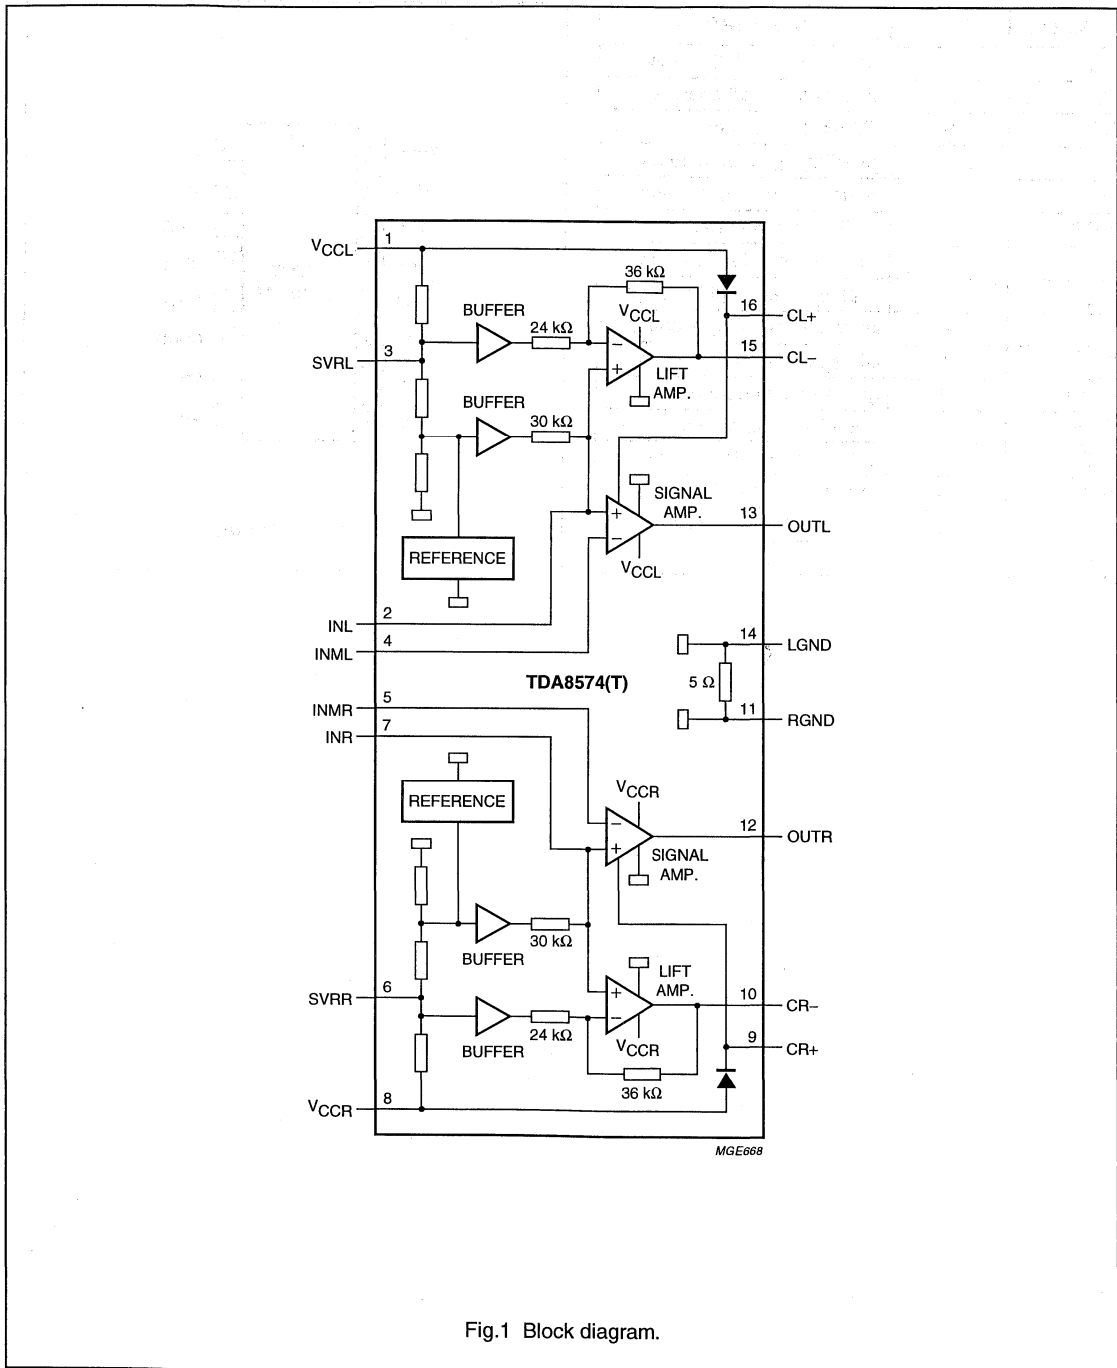 VCCL
1
36 kΩ
16
CL+
BUFFER
24 kΩ
VCCL
15
CL−
3
SVRL
−
+
LIFT
AMP.
BUFFER
30 kΩ
SIGNAL
AMP.
13
OUTL
+
−
VCCL
REFERENCE
2
INL
4
INML
14
LGND
TDA8574(T)
5 Ω
11
RGND
5
INMR
7
INR
REFERENCE
VCCR
12
OUTR
−
+
SIGNAL
AMP.
30 kΩ
BUFFER
LIFT
AMP.
6
SVRR
+
−
10
CR−
24 kΩ
BUFFER
VCCR
9
CR+
36 kΩ
8
VCCR
MGE668
Fig.1 Block diagram.